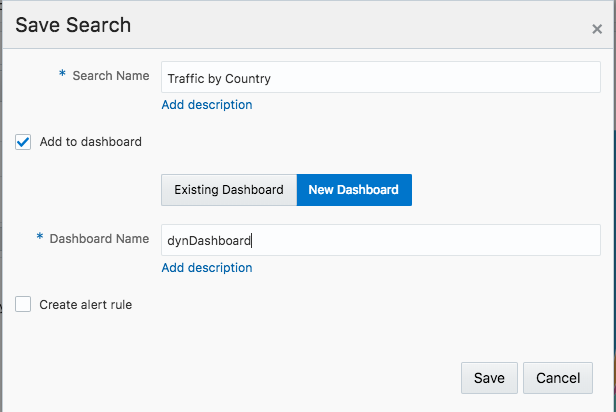 Save Search
×
* Search Name Traffic by Country
Add description
Add to dashboard
Existing Dashboard New Dashboard
* Dashboard Name dynDashboard
Add description
Create alert rule
Save Cancel